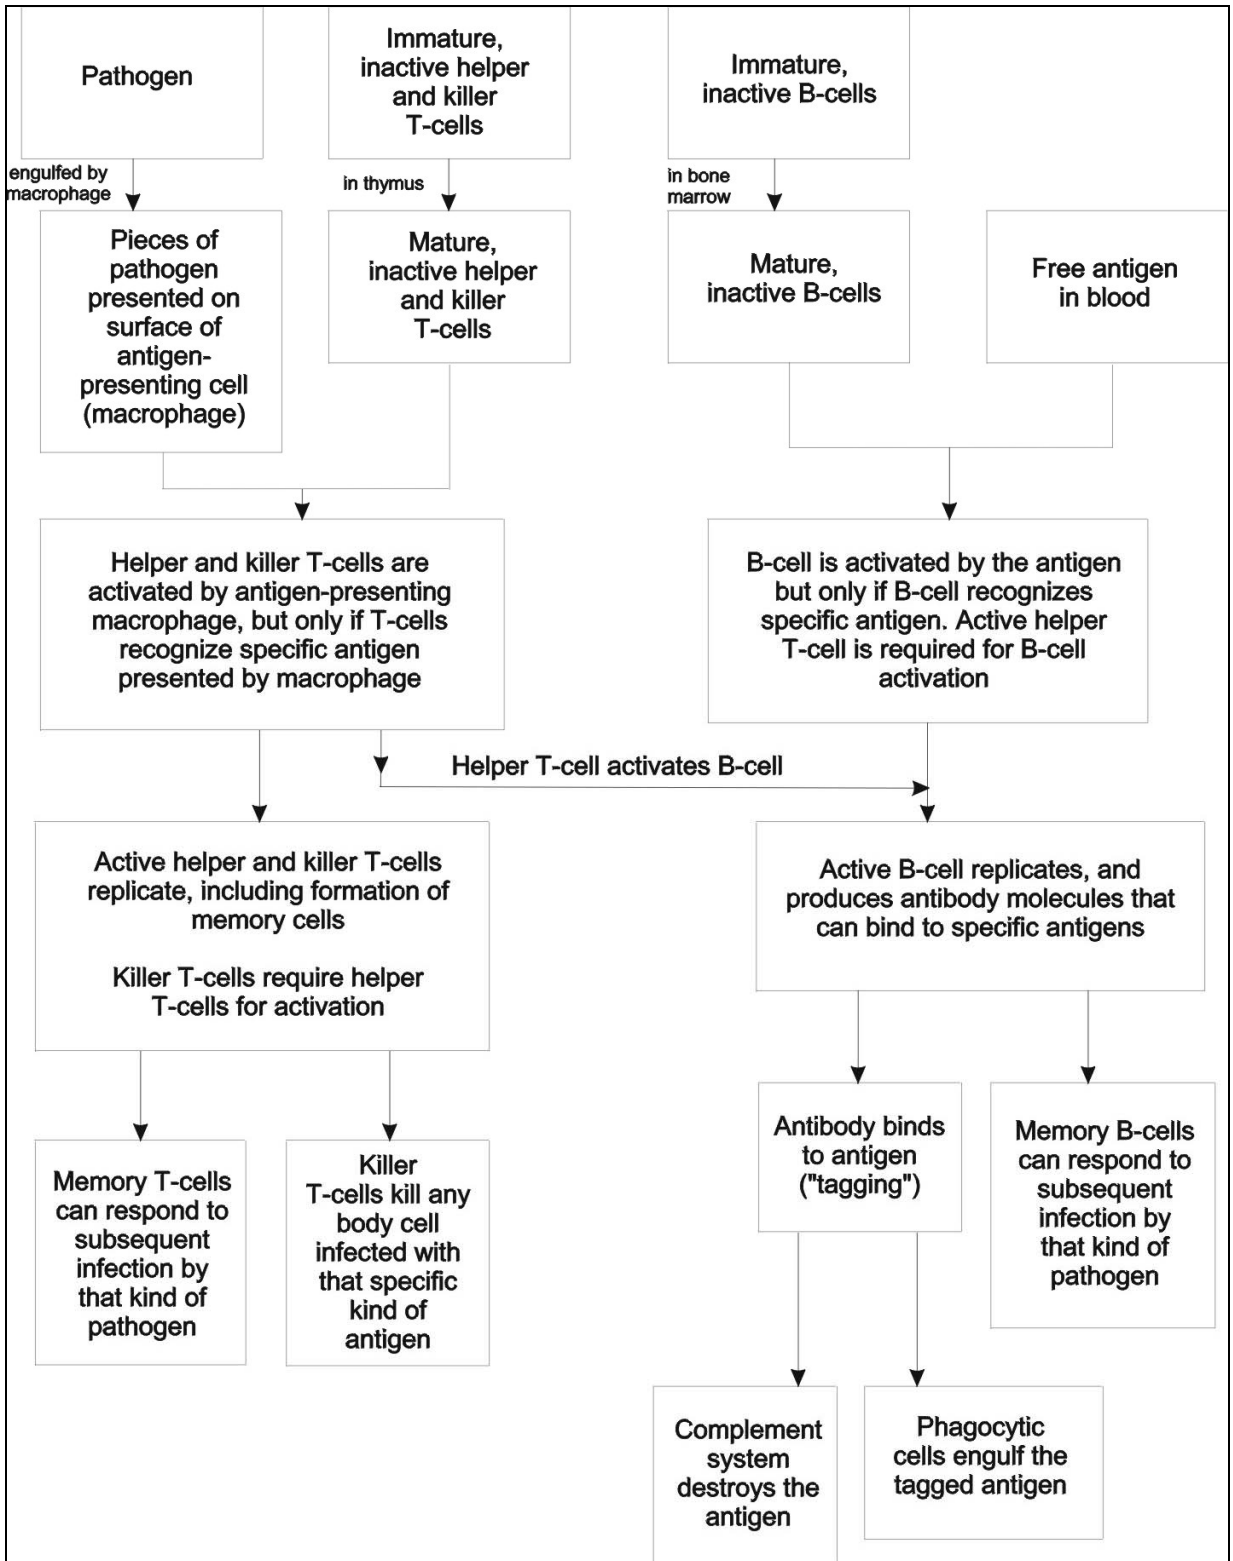 Pathogen
Immature,
inactive helper
and killer
T-cells
Immature,
inactive B-cells
engulfed by
macrophage
in thymus
in bone
marrow
Pieces of
pathogen
presented on
surface of
antigen-
presenting cell
(macrophage)
Mature,
inactive helper
and killer
T-cells
Mature,
inactive B-cells
Free antigen
in blood
Helper and killer T-cells are
activated by antigen-presenting
macrophage, but only if T-cells
recognize specific antigen
presented by macrophage
B-cell is activated by the antigen
but only if B-cell recognizes
specific antigen. Active helper
T-cell is required for B-cell
activation
Helper T-cell activates B-cell
Active helper and killer T-cells
replicate, including formation of
memory cells
Killer T-cells require helper
T-cells for activation
Active B-cell replicates, and
produces antibody molecules that
can bind to specific antigens
Memory T-cells
can respond to
subsequent
infection by
that kind of
pathogen
Killer
T-cells kill any
body cell
infected with
that specific
kind of
antigen
Antibody binds
to antigen
("tagging")
Memory B-cells
can respond to
subsequent
infection by
that kind of
pathogen
Complement
system
destroys the
antigen
Phagocytic
cells engulf the
tagged antigen